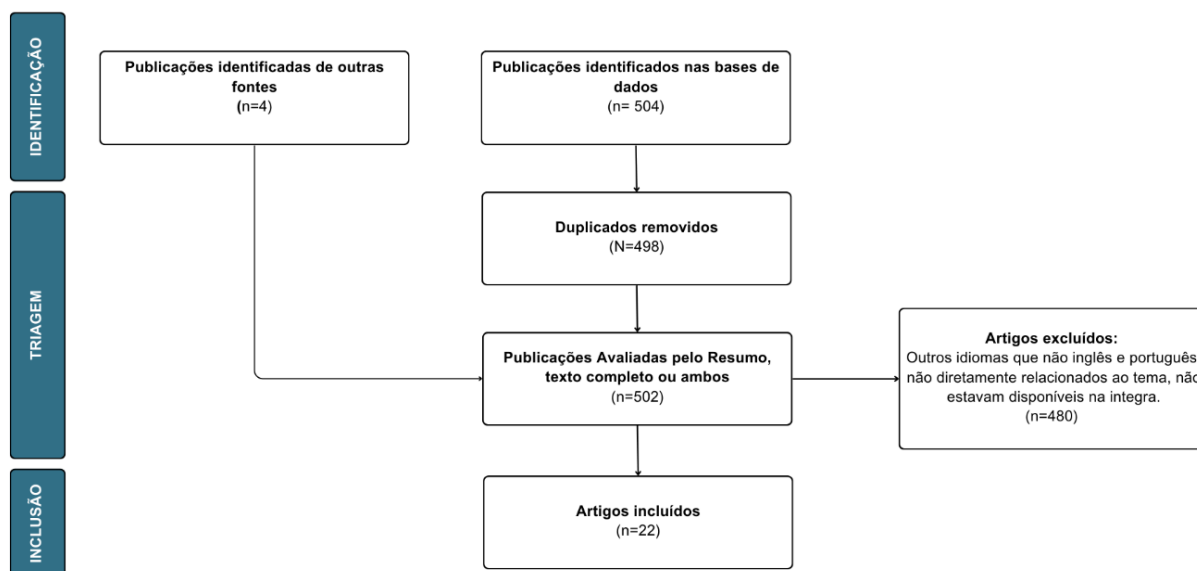 IDENTIFICAÇÃO
Publicações identificadas de outras
fontes
(n=4)
Publicações identificados nas bases de
dados
(n= 504)
TRIAGEM
Duplicados removidos
(N=498)
Publicações Avaliadas pelo Resumo,
texto completo ou ambos
(n=502)
Artigos excluídos:
Outros idiomas que não inglês e português,
não diretamente relacionados ao tema, não
estavam disponíveis na integra.
(n=480)
INCLUSÃO
Artigos incluídos
(n=22)